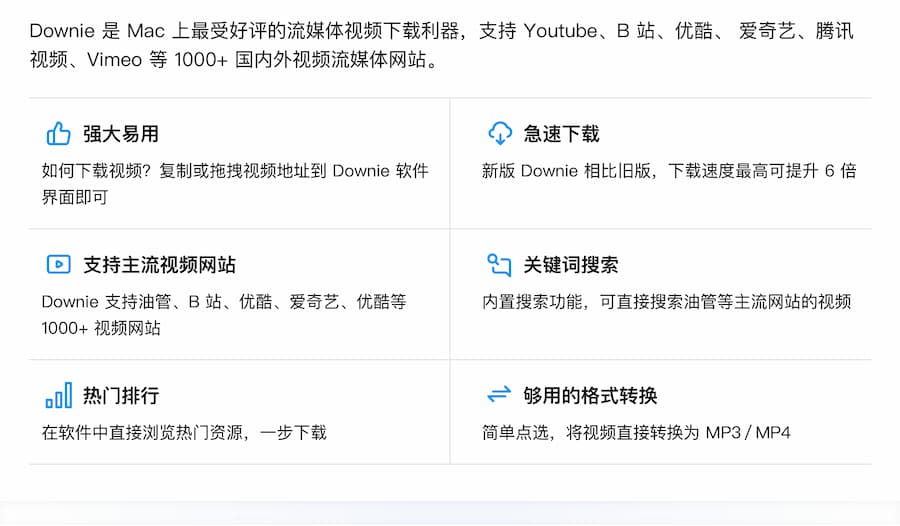 Downie 是 Mac 上最受好评的流媒体视频下载利器，支持 Youtube、B 站、优酷、 爱奇艺、腾讯
视频、Vimeo 等 1000+ 国内外视频流媒体网站。
强大易用
如何下载视频？复制或拖拽视频地址到 Downie 软件
界面即可
急速下载
新版 Downie 相比旧版，下载速度最高可提升 6 倍
支持主流视频网站
Downie 支持油管、B 站、优酷、爱奇艺、优酷等
1000+ 视频网站
关键词搜索
内置搜索功能，可直接搜索油管等主流网站的视频
热门排行
在软件中直接浏览热门资源，一步下载
够用的格式转换
简单点选，将视频直接转换为 MP3 / MP4